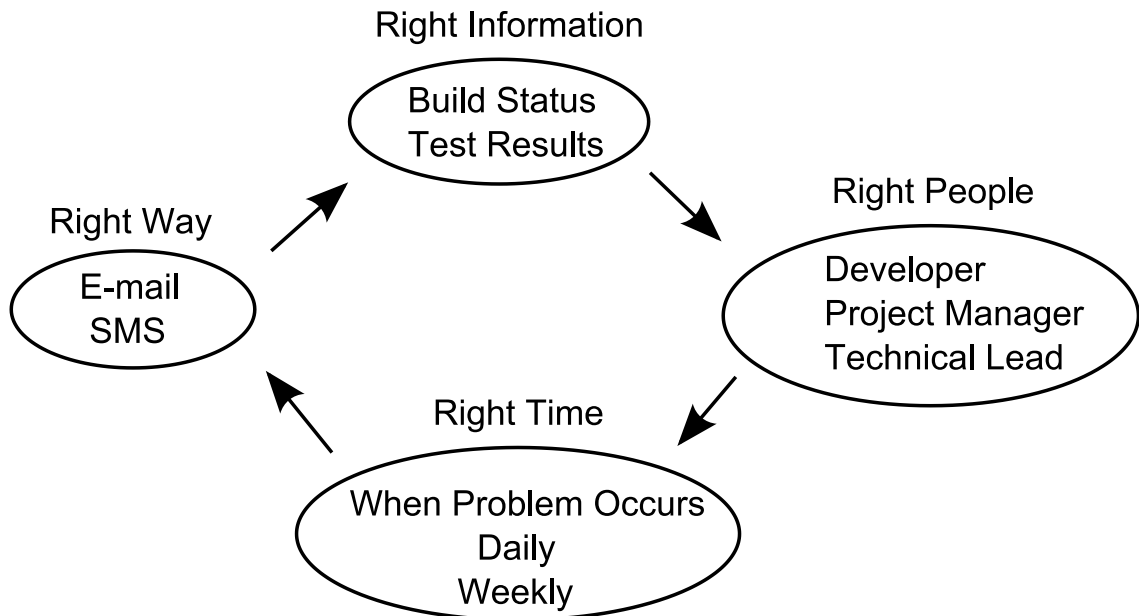 Right Information
Build Status
Test Results
Right People
Developer
Project Manager
Technical Lead
Right Time
When Problem Occurs
Daily
Weekly
Right Way
E-mail
SMS